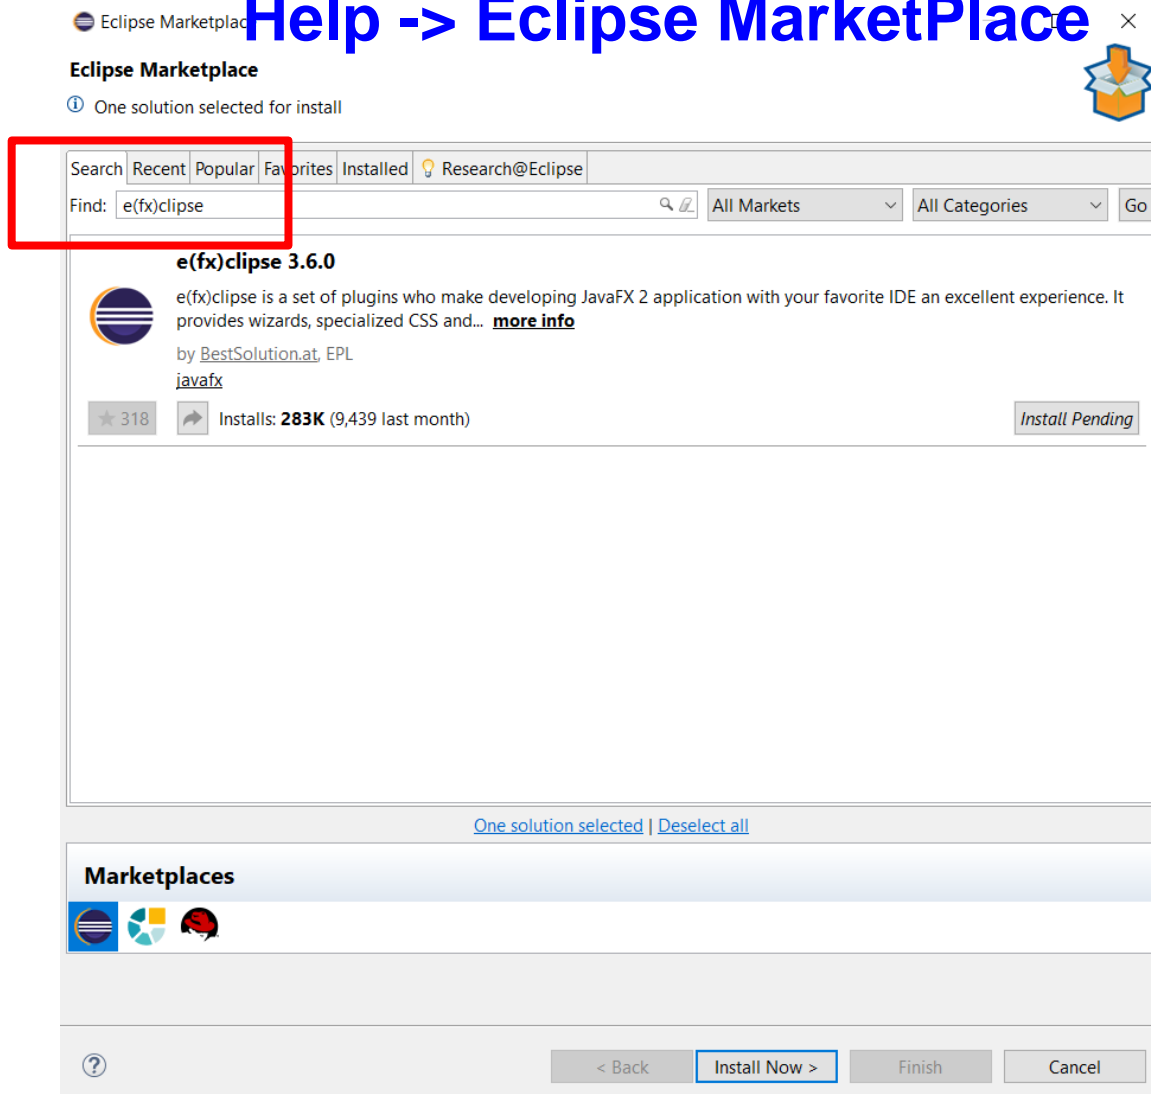 Help -> Eclipse MarketPlace
Eclipse Marketplac
Eclipse Marketplace
One solution selected for install
Search Recent Popular Favorites Installed Research@Eclipse
Find: e(fx)clipse All Markets All Categories Go
e(fx)clipse 3.6.0
e(fx)clipse is a set of plugins who make developing JavaFX 2 application with your favorite IDE an excellent experience. It
provides wizards, specialized CSS and... more info
by BestSolution.at, EPL
javafx
318 Installs: 283K (9,439 last month) Install Pending
One solution selected | Deselect all
Marketplaces
? < Back Install Now > Finish Cancel